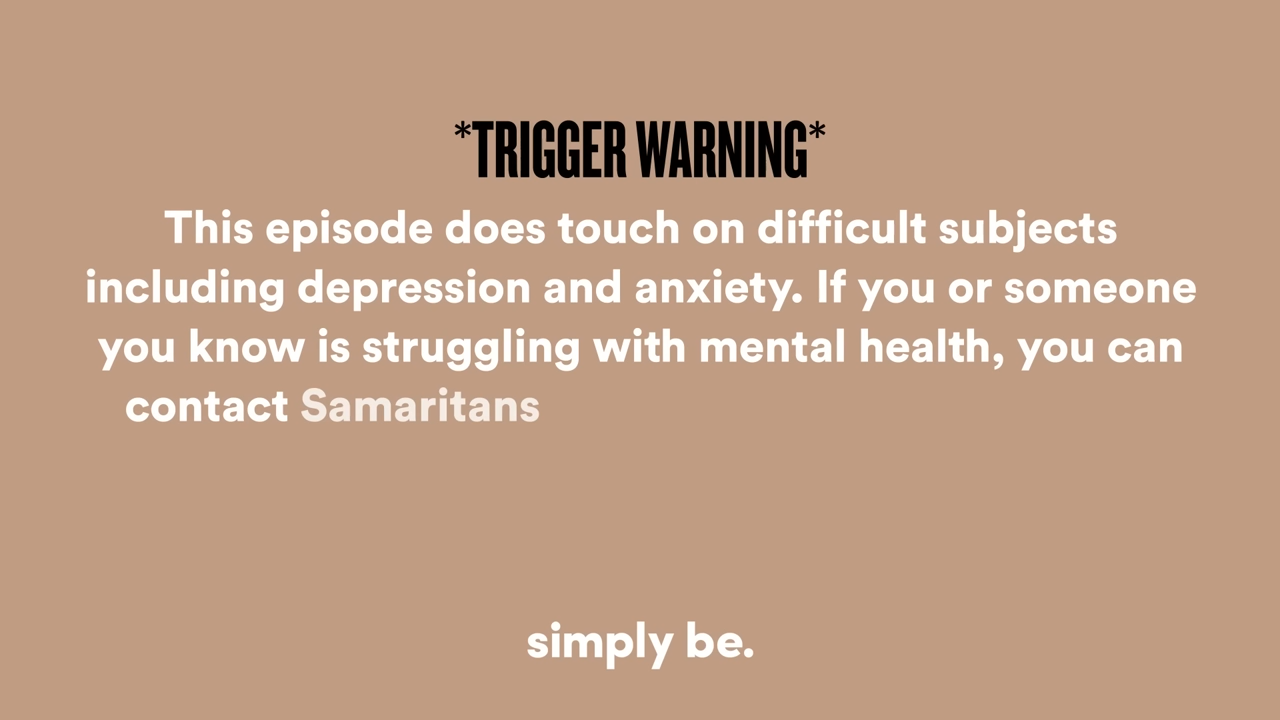 *TRIGGER WARNING*
This episode does touch on difficult subjects
including depression and anxiety. If you or someone
you know is struggling with mental health, you can
contact Samaritans
simply be.